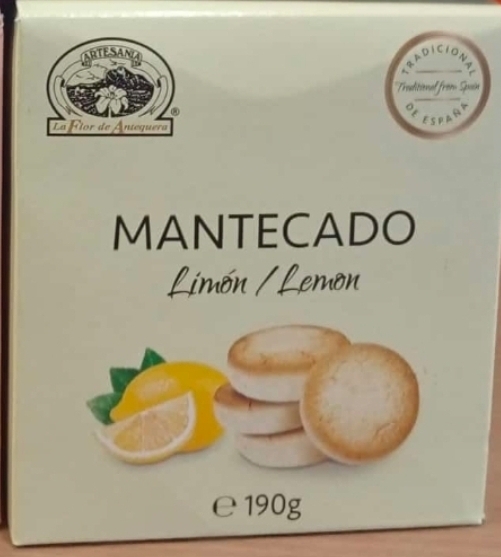 ARTESANIA
La Flor de Antequera
®
TRADICIONAL
Traditional from Spain
DE ESPAÑA
MANTECADO
Limón / Lemon
℮ 190g